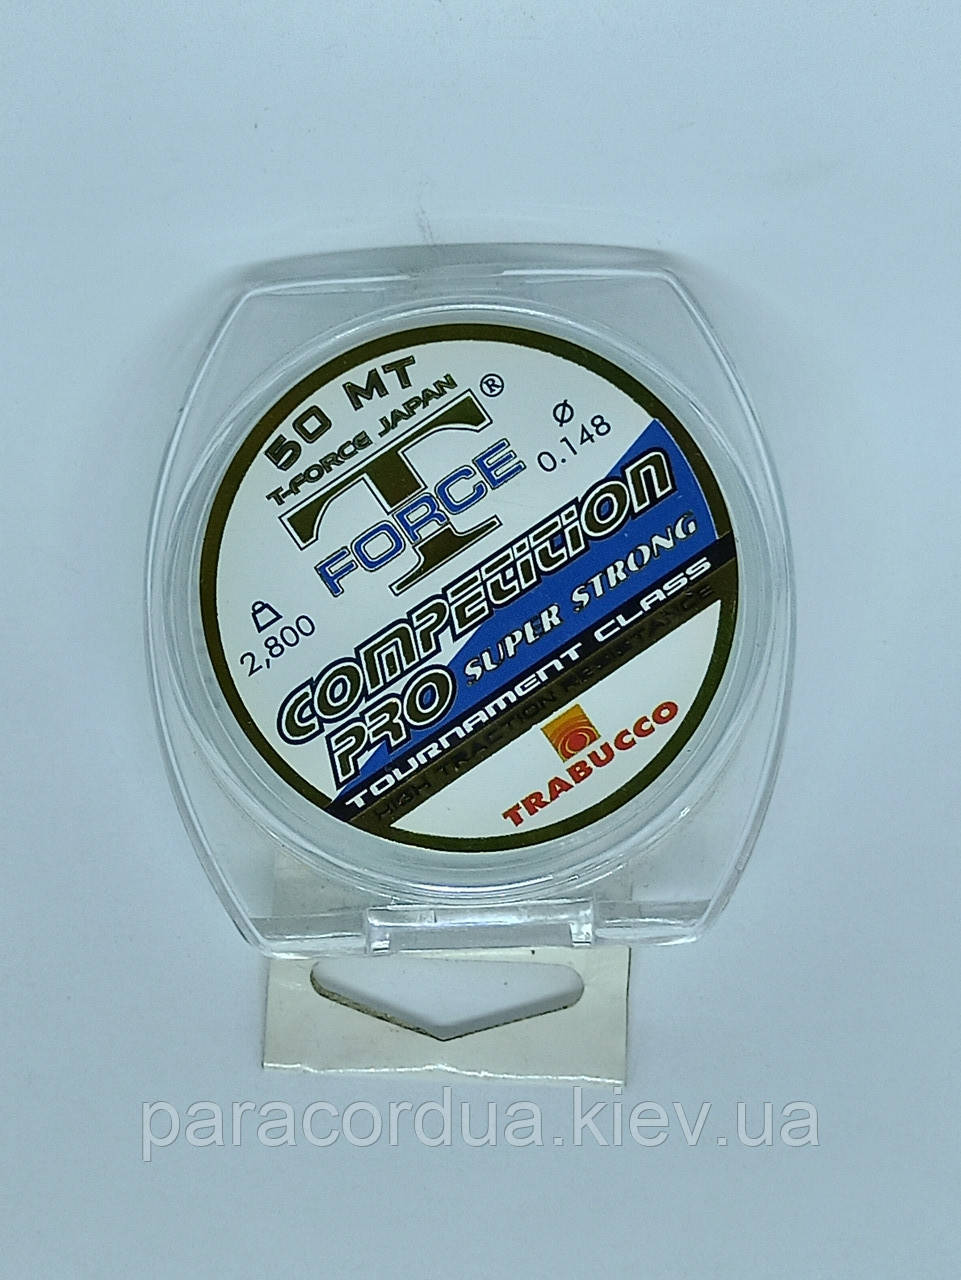 50 MT
T-FORCE JAPAN
T®
FORCE
Ø
0.148
2,800
COMPETITION
PRO SUPER STRONG
TOURNAMENT CLASS
HIGH TRACTION RESISTANCE
TRABUCCO
paracordua.kiev.ua